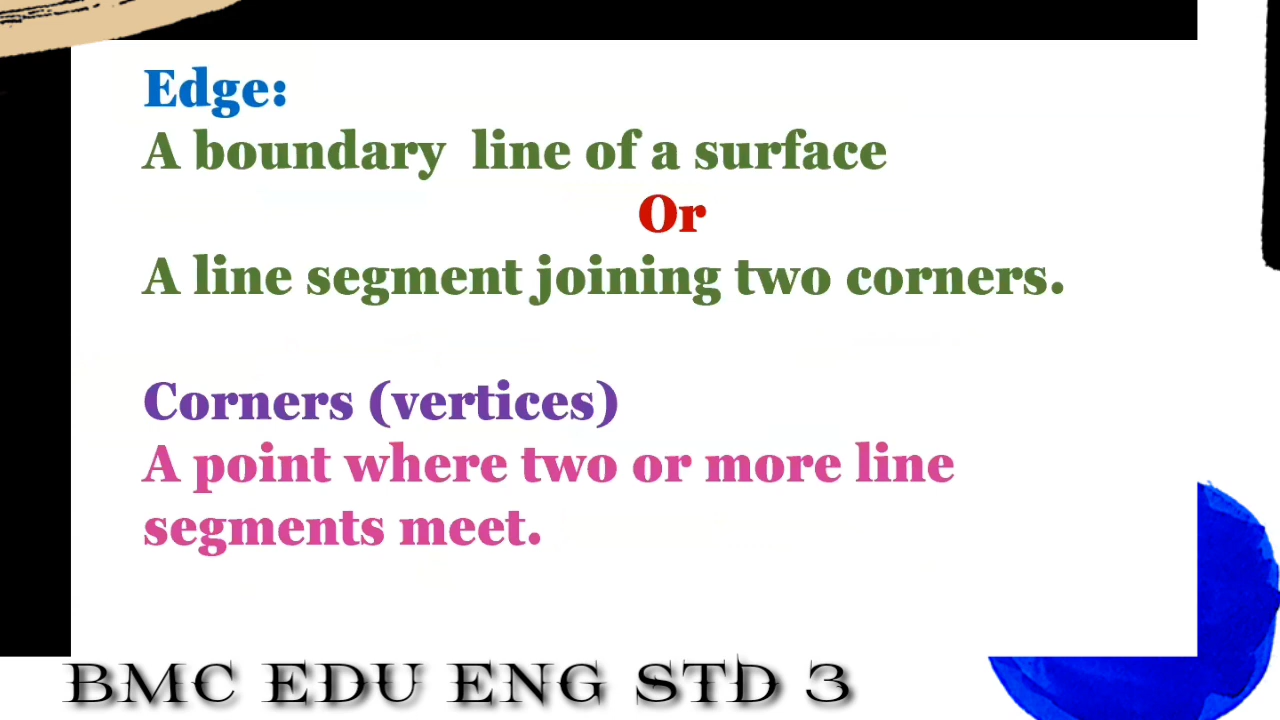 Edge:
A boundary line of a surface
Or
A line segment joining two corners.
Corners (vertices)
A point where two or more line
segments meet.
BMC EDU ENG STD 3